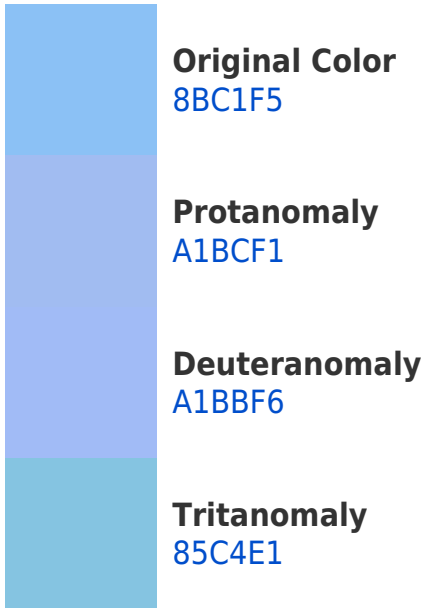 Original Color
8BC1F5
Protanomaly
A1BCF1
Deuteranomaly
A1BBF6
Tritanomaly
85C4E1